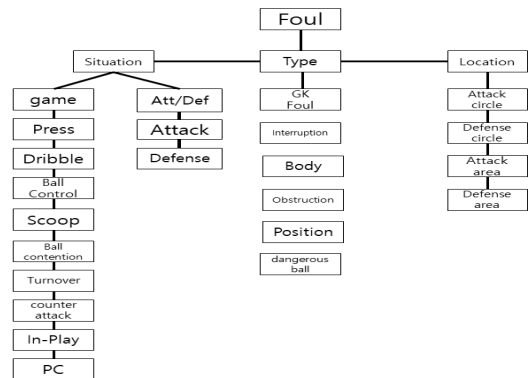 Foul
Situation
Type
Location
game
Press
Dribble
Ball
Control
Scoop
Ball
contention
Turnover
counter
attack
In-Play
PC
Att/Def
Attack
Defense
GK
Foul
Interruption
Body
Obstruction
Position
dangerous
ball
Attack
circle
Defense
circle
Attack
area
Defense
area